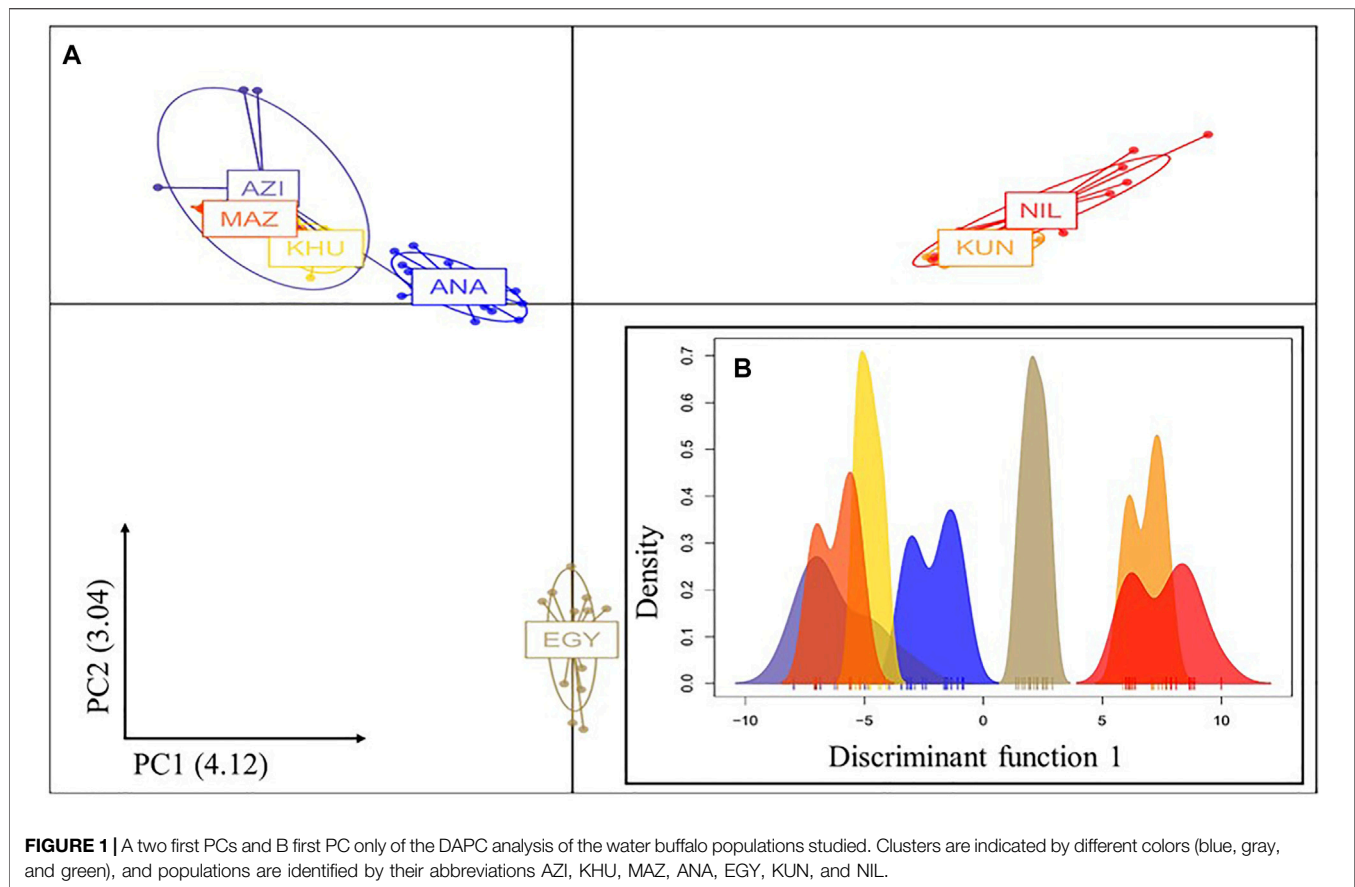 A
AZI
MAZ
KHU
ANA
NIL
KUN
EGY
PC2 (3.04)
PC1 (4.12)
B
Density
0.7
0.6
0.5
0.4
0.3
0.2
0.1
0.0
−10 −5 0 5 10
Discriminant function 1
FIGURE 1 | A two first PCs and B first PC only of the DAPC analysis of the water buffalo populations studied. Clusters are indicated by different colors (blue, gray,
and green), and populations are identified by their abbreviations AZI, KHU, MAZ, ANA, EGY, KUN, and NIL.